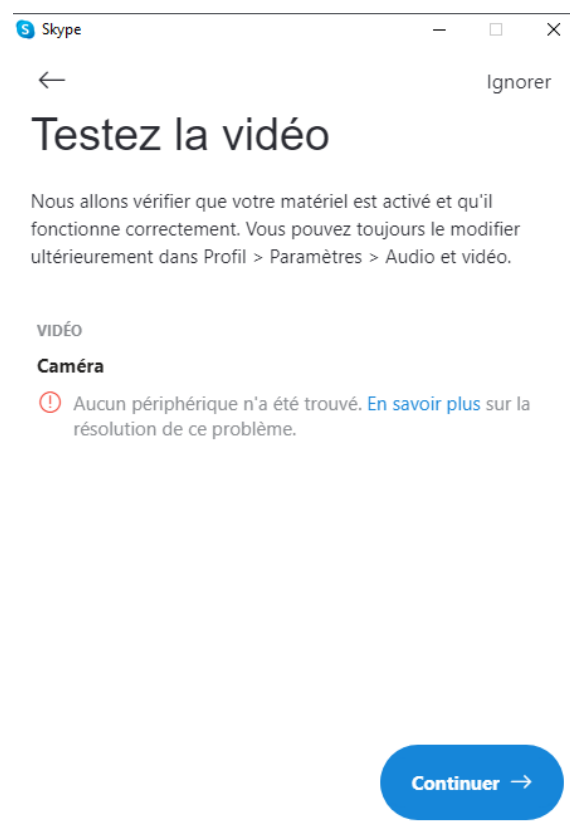 Skype
Ignorer
Testez la vidéo
Nous allons vérifier que votre matériel est activé et qu'il
fonctionne correctement. Vous pouvez toujours le modifier
ultérieurement dans Profil > Paramètres > Audio et vidéo.
VIDÉO
Caméra
Aucun périphérique n'a été trouvé. En savoir plus sur la
résolution de ce problème.
Continuer